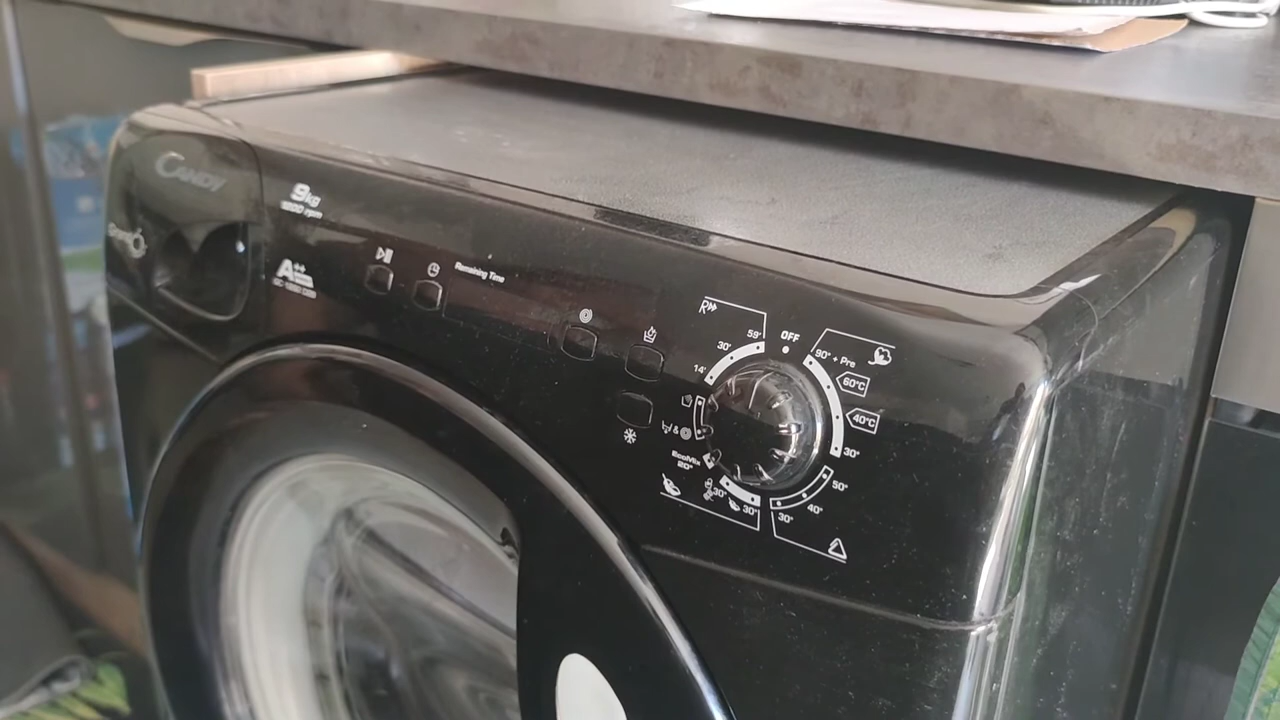 CANDY
9kg
A++
Remaining Time
R
59'
30'
14'
OFF
90° + Pre
60°C
40°C
30°
50°
40°
30°
30°
30°
&
EcoMix
20°